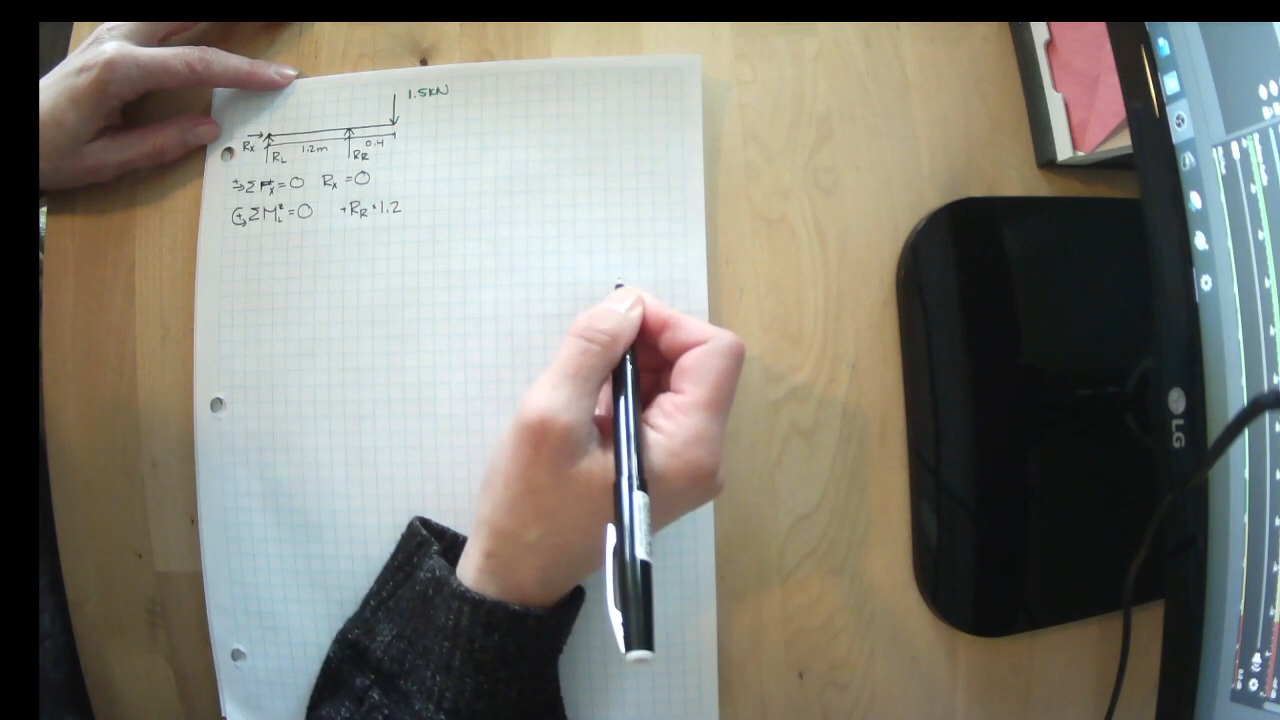 1.5kN
Rx 1.2m 0.4
RL RR
+→ ΣFx = 0 Rx = 0
ΣML = 0 +RR·1.2
LG